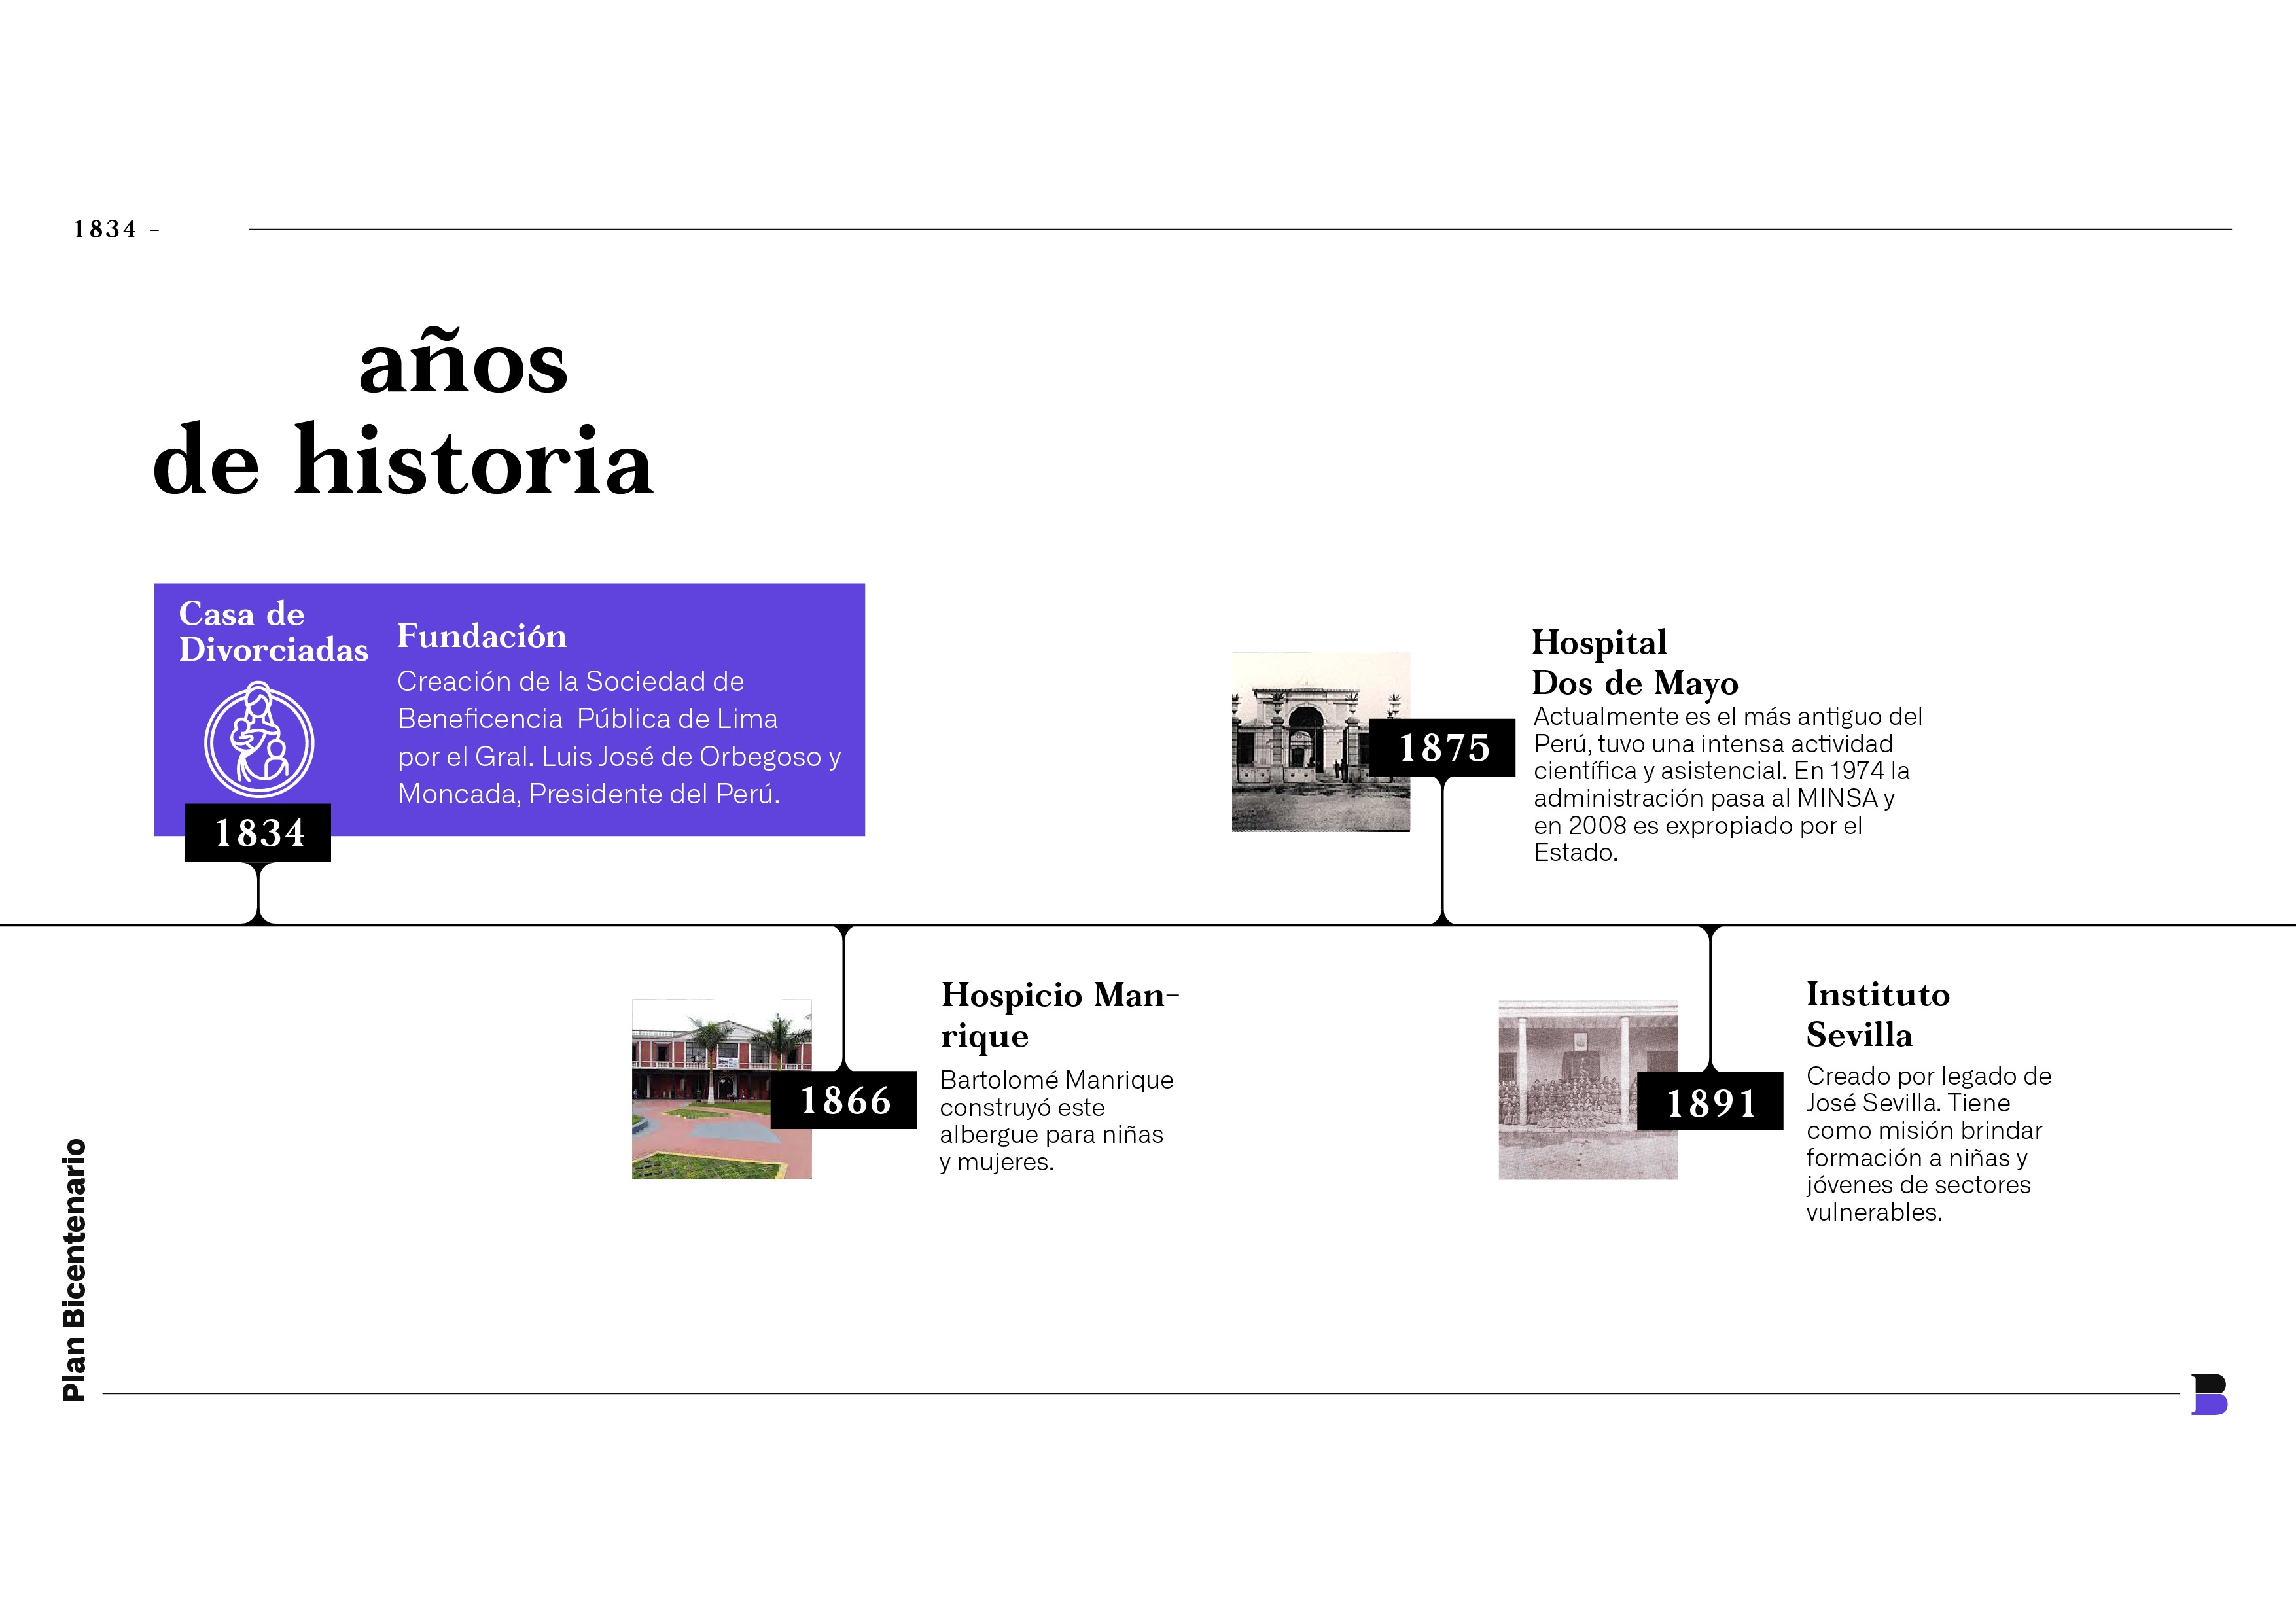 1834 -
años
de historia
Casa de
Divorciadas
1834
Fundación
Creación de la Sociedad de
Beneficencia Pública de Lima
por el Gral. Luis José de Orbegoso y
Moncada, Presidente del Perú.
1875
Hospital
Dos de Mayo
Actualmente es el más antiguo del
Perú, tuvo una intensa actividad
científica y asistencial. En 1974 la
administración pasa al MINSA y
en 2008 es expropiado por el
Estado.
1866
Hospicio Man-
rique
Bartolomé Manrique
construyó este
albergue para niñas
y mujeres.
1891
Instituto
Sevilla
Creado por legado de
José Sevilla. Tiene
como misión brindar
formación a niñas y
jóvenes de sectores
vulnerables.
Plan Bicentenario
B